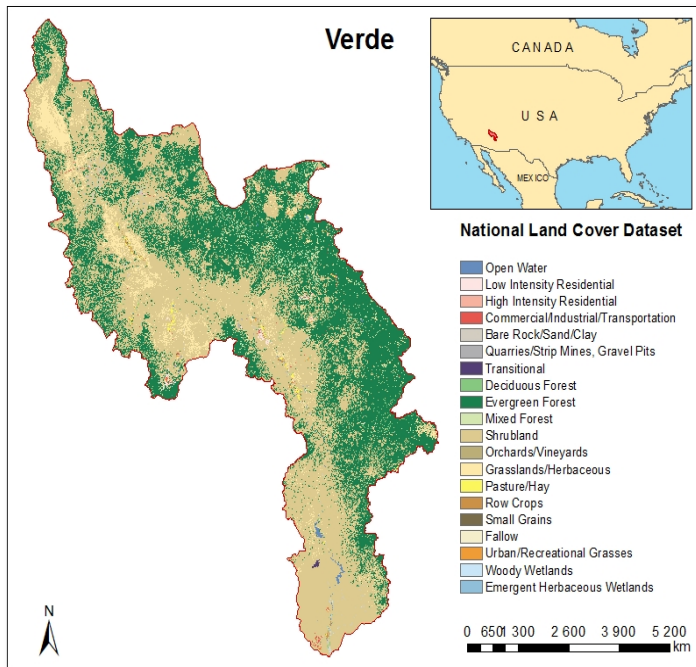 Verde
CANADA
USA
MEXICO
National Land Cover Dataset
Open Water
Low Intensity Residential
High Intensity Residential
Commercial/Industrial/Transportation
Bare Rock/Sand/Clay
Quarries/Strip Mines, Gravel Pits
Transitional
Deciduous Forest
Evergreen Forest
Mixed Forest
Shrubland
Orchards/Vineyards
Grasslands/Herbaceous
Pasture/Hay
Row Crops
Small Grains
Fallow
Urban/Recreational Grasses
Woody Wetlands
Emergent Herbaceous Wetlands
N
0 650 1 300 2 600 3 900 5 200
km